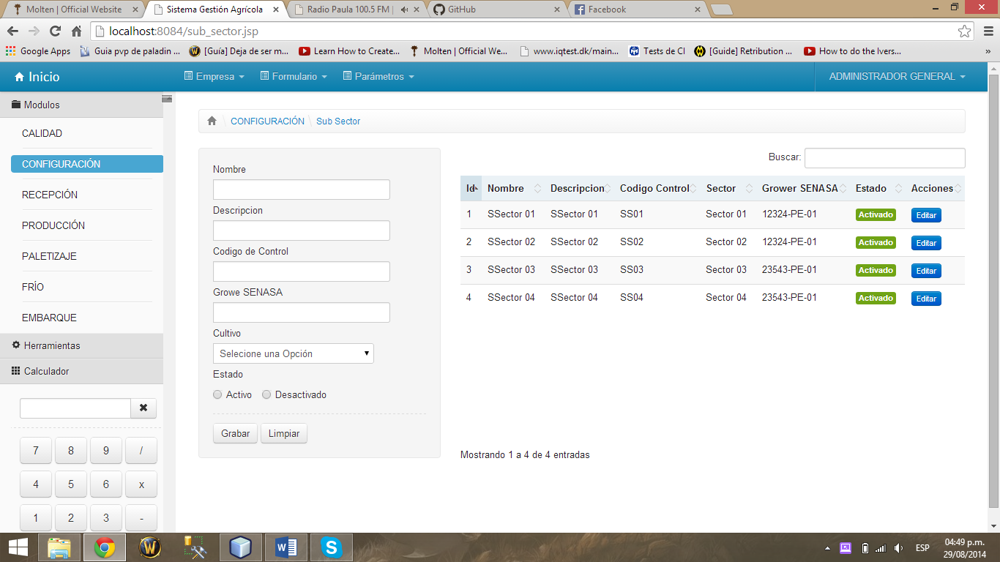 Molten | Official Website
Sistema Gestión Agrícola
Radio Paula 100.5 FM |
GitHub
Facebook
localhost:8084/sub_sector.jsp
Google Apps
Guia pvp de paladin ...
[Guía] Deja de ser m...
Learn How to Create...
Molten | Official We...
www.iqtest.dk/main...
Tests de CI
[Guide] Retribution ...
How to do the Ivers...
»
Inicio
Empresa
Formulario
Parámetros
ADMINISTRADOR GENERAL
Modulos
CALIDAD
CONFIGURACIÓN
RECEPCIÓN
PRODUCCIÓN
PALETIZAJE
FRÍO
EMBARQUE
Herramientas
Calculador
7 8 9 /
4 5 6 x
1 2 3 -
CONFIGURACIÓN \ Sub Sector
Nombre
Descripcion
Codigo de Control
Growe SENASA
Cultivo
Selecione una Opción
Estado
Activo Desactivado
Grabar Limpiar
Buscar:
Id Nombre Descripcion Codigo Control Sector Grower SENASA Estado Acciones
1 SSector 01 SSector 01 SS01 Sector 01 12324-PE-01 Activado Editar
2 SSector 02 SSector 02 SS02 Sector 02 12324-PE-01 Activado Editar
3 SSector 03 SSector 03 SS03 Sector 03 23543-PE-01 Activado Editar
4 SSector 04 SSector 04 SS04 Sector 04 23543-PE-01 Activado Editar
Mostrando 1 a 4 de 4 entradas
ESP
04:49 p.m.
29/08/2014